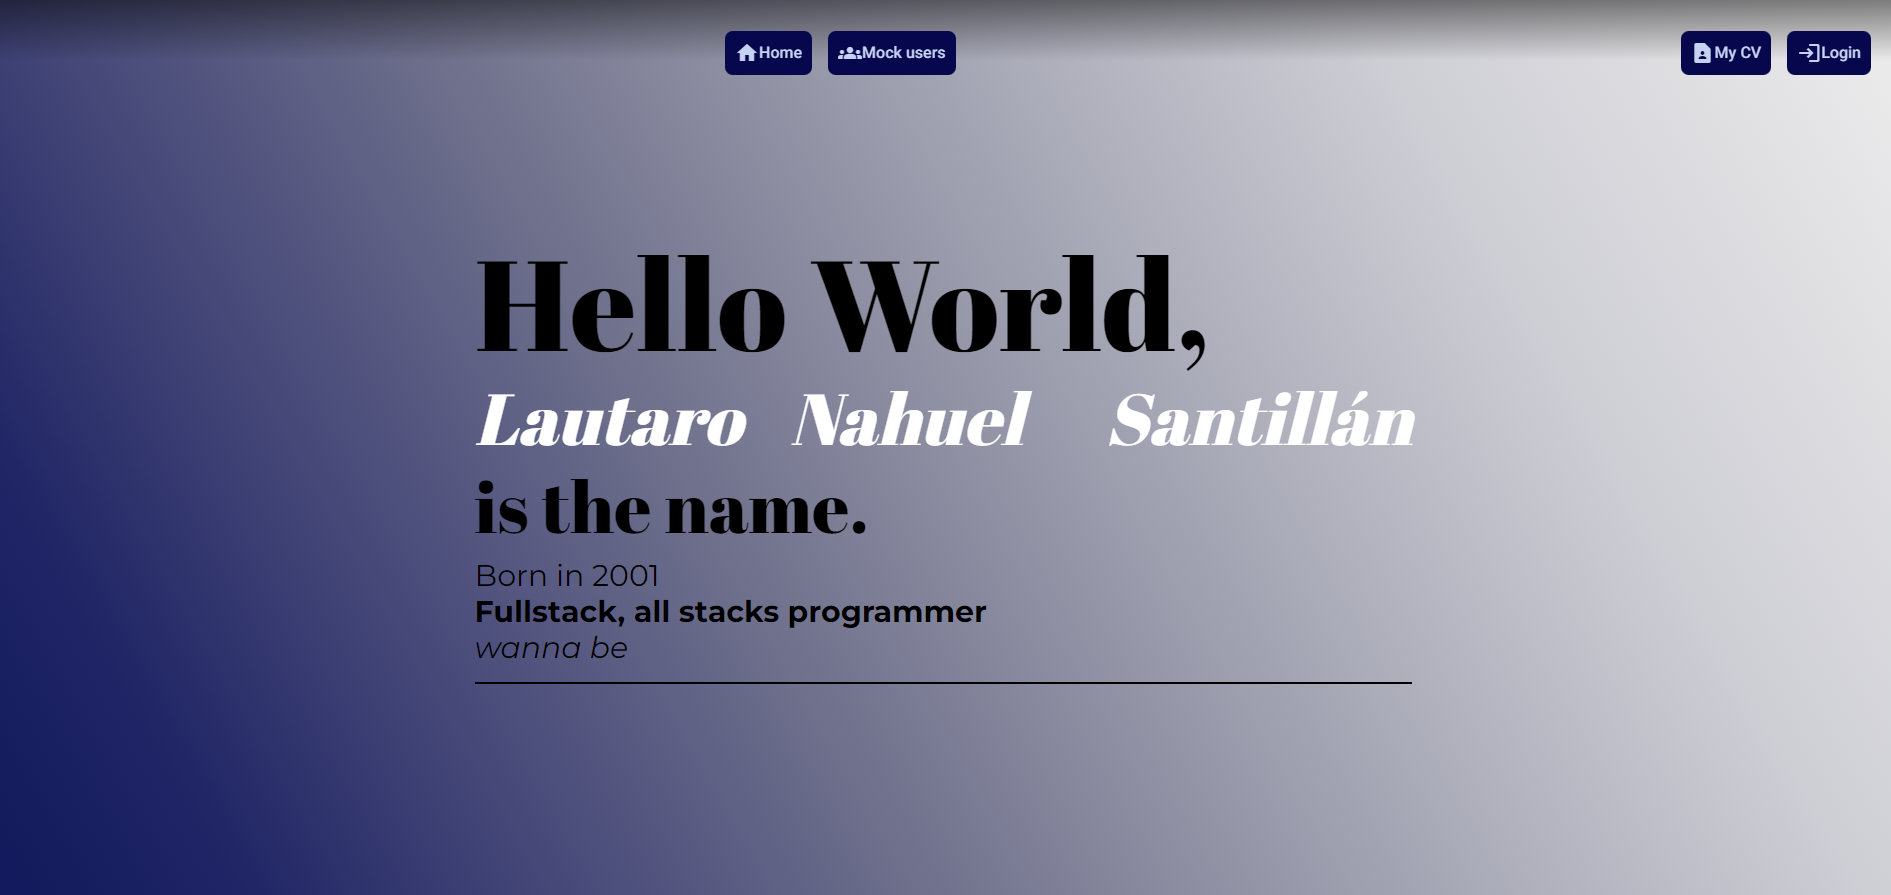 Home Mock users My CV Login
Hello World,
Lautaro Nahuel Santillán
is the name.
Born in 2001
Fullstack, all stacks programmer
wanna be